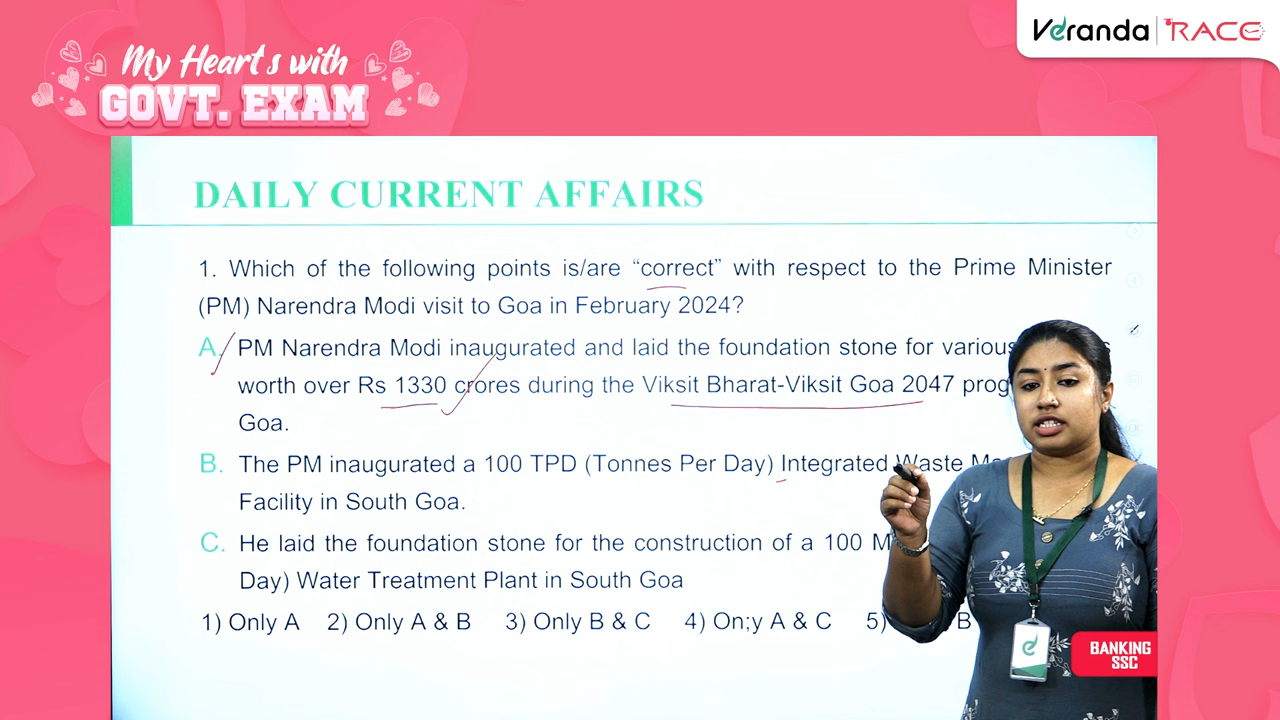 My Heart s with
GOVT. EXAM
Veranda RACE
DAILY CURRENT AFFAIRS
1. Which of the following points is/are “correct” with respect to the Prime Minister
(PM) Narendra Modi visit to Goa in February 2024?
A. PM Narendra Modi inaugurated and laid the foundation stone for various
worth over Rs 1330 crores during the Viksit Bharat-Viksit Goa 2047
Goa.
B. The PM inaugurated a 100 TPD (Tonnes Per Day) Integrated Waste
Facility in South Goa.
C. He laid the foundation stone for the construction of a 100
Day) Water Treatment Plant in South Goa
1) Only A 2) Only A & B 3) Only B & C 4) On;y A & C 5) B
BANKING
SSC